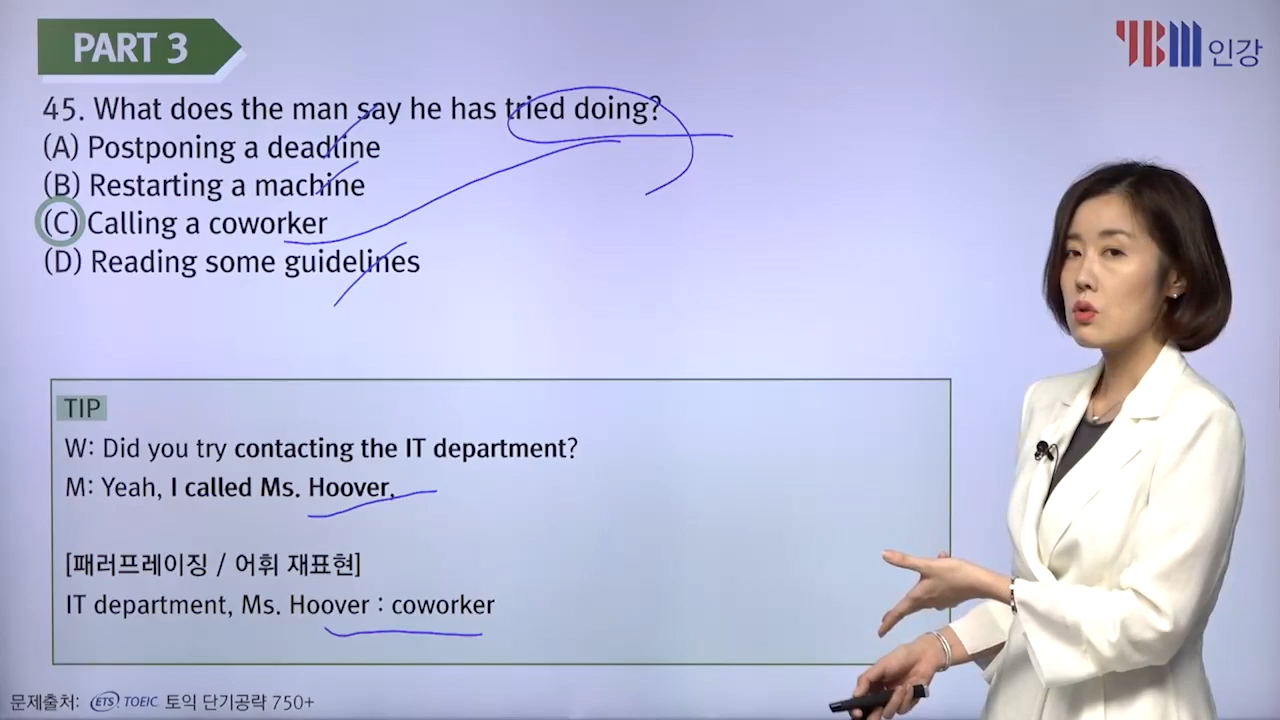 PART 3
YBM 인강
45. What does the man say he has tried doing?
(A) Postponing a deadline
(B) Restarting a machine
(C) Calling a coworker
(D) Reading some guidelines
TIP
W: Did you try contacting the IT department?
M: Yeah, I called Ms. Hoover.
[패러프레이징 / 어휘 재표현]
IT department, Ms. Hoover : coworker
문제출처: ETS TOEIC 토익 단기공략 750+